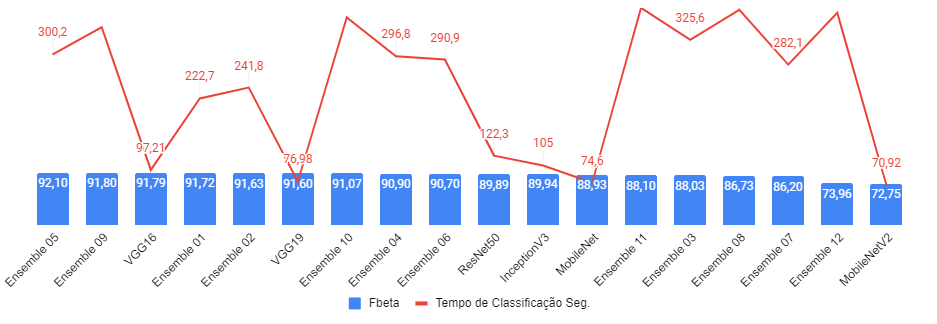 300,2
97,21
222,7
241,8
76,98
296,8
290,9
122,3
105
74,6
325,6
282,1
70,92
92,10
91,80
91,79
91,72
91,63
91,60
91,07
90,90
90,70
89,89
89,94
88,93
88,10
88,03
86,73
86,20
73,96
72,75
Ensemble 05
Ensemble 09
VGG16
Ensemble 01
Ensemble 02
VGG19
Ensemble 10
Ensemble 04
Ensemble 06
ResNet50
InceptionV3
MobileNet
Ensemble 11
Ensemble 03
Ensemble 08
Ensemble 07
Ensemble 12
MobileNetV2
Fbeta
Tempo de Classificação Seg.